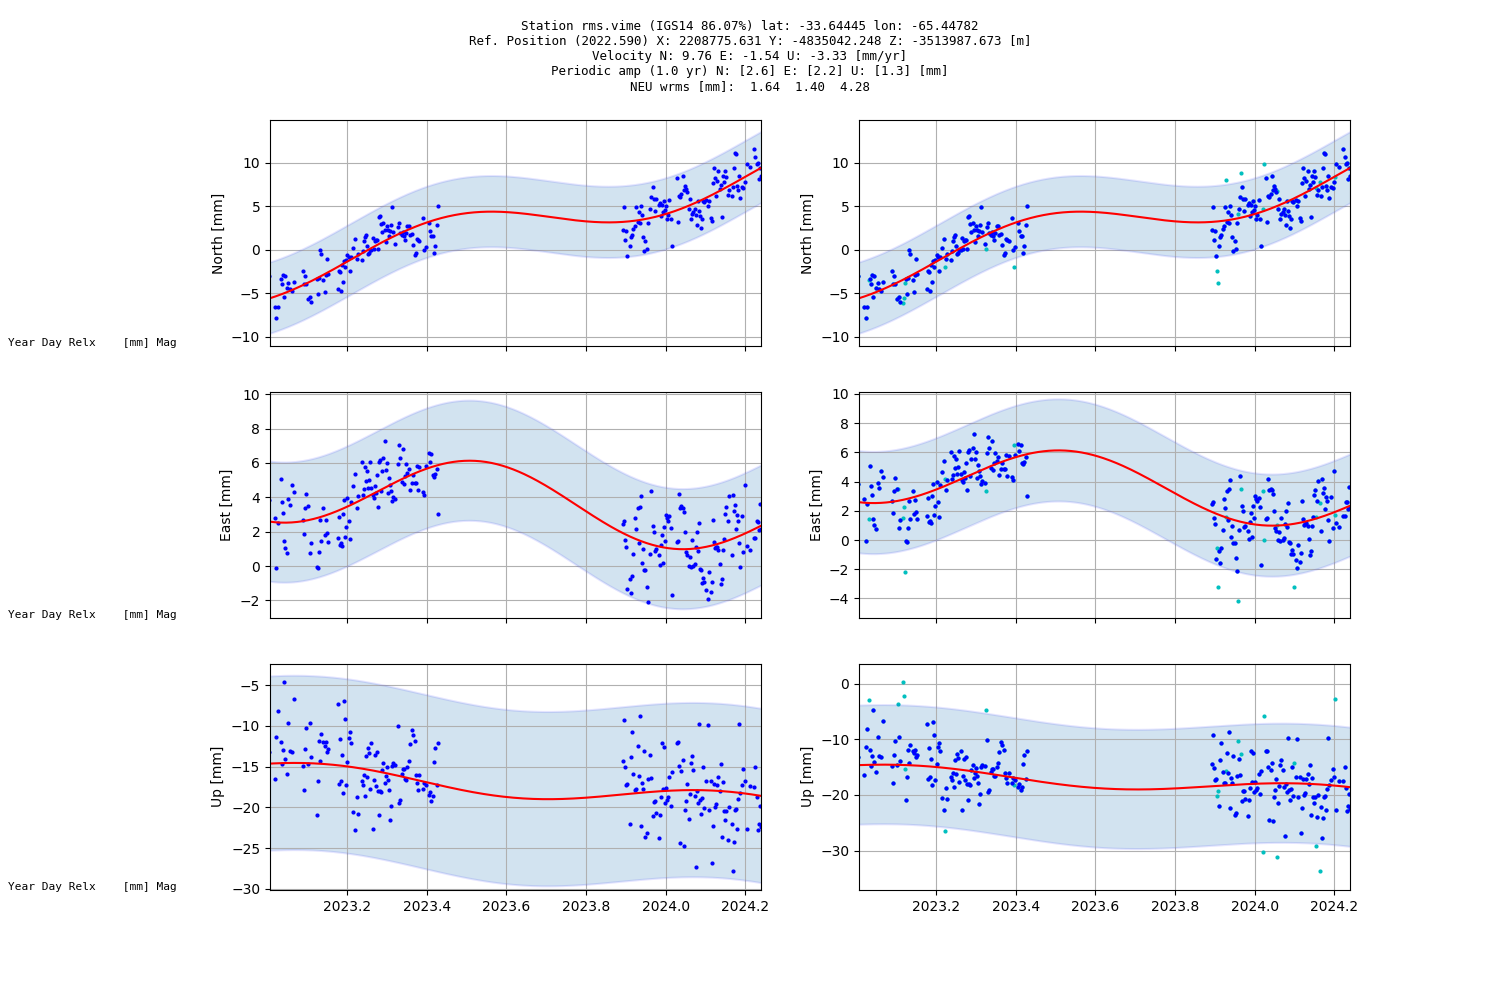 Station rms.vime (IGS14 86.07%) lat: -33.64445 lon: -65.44782
Ref. Position (2022.590) X: 2208775.631 Y: -4835042.248 Z: -3513987.673 [m]
Velocity N: 9.76 E: -1.54 U: -3.33 [mm/yr]
Periodic amp (1.0 yr) N: [2.6] E: [2.2] U: [1.3] [mm]
NEU wrms [mm]:  1.64  1.40  4.28
North [mm]
10
5
0
−5
−10
North [mm]
10
5
0
−5
−10
Year Day Relx    [mm] Mag
East [mm]
10
8
6
4
2
0
−2
East [mm]
10
8
6
4
2
0
−2
−4
Year Day Relx    [mm] Mag
Up [mm]
−5
−10
−15
−20
−25
−30
Up [mm]
0
−10
−20
−30
Year Day Relx    [mm] Mag
2023.2 2023.4 2023.6 2023.8 2024.0 2024.2
2023.2 2023.4 2023.6 2023.8 2024.0 2024.2